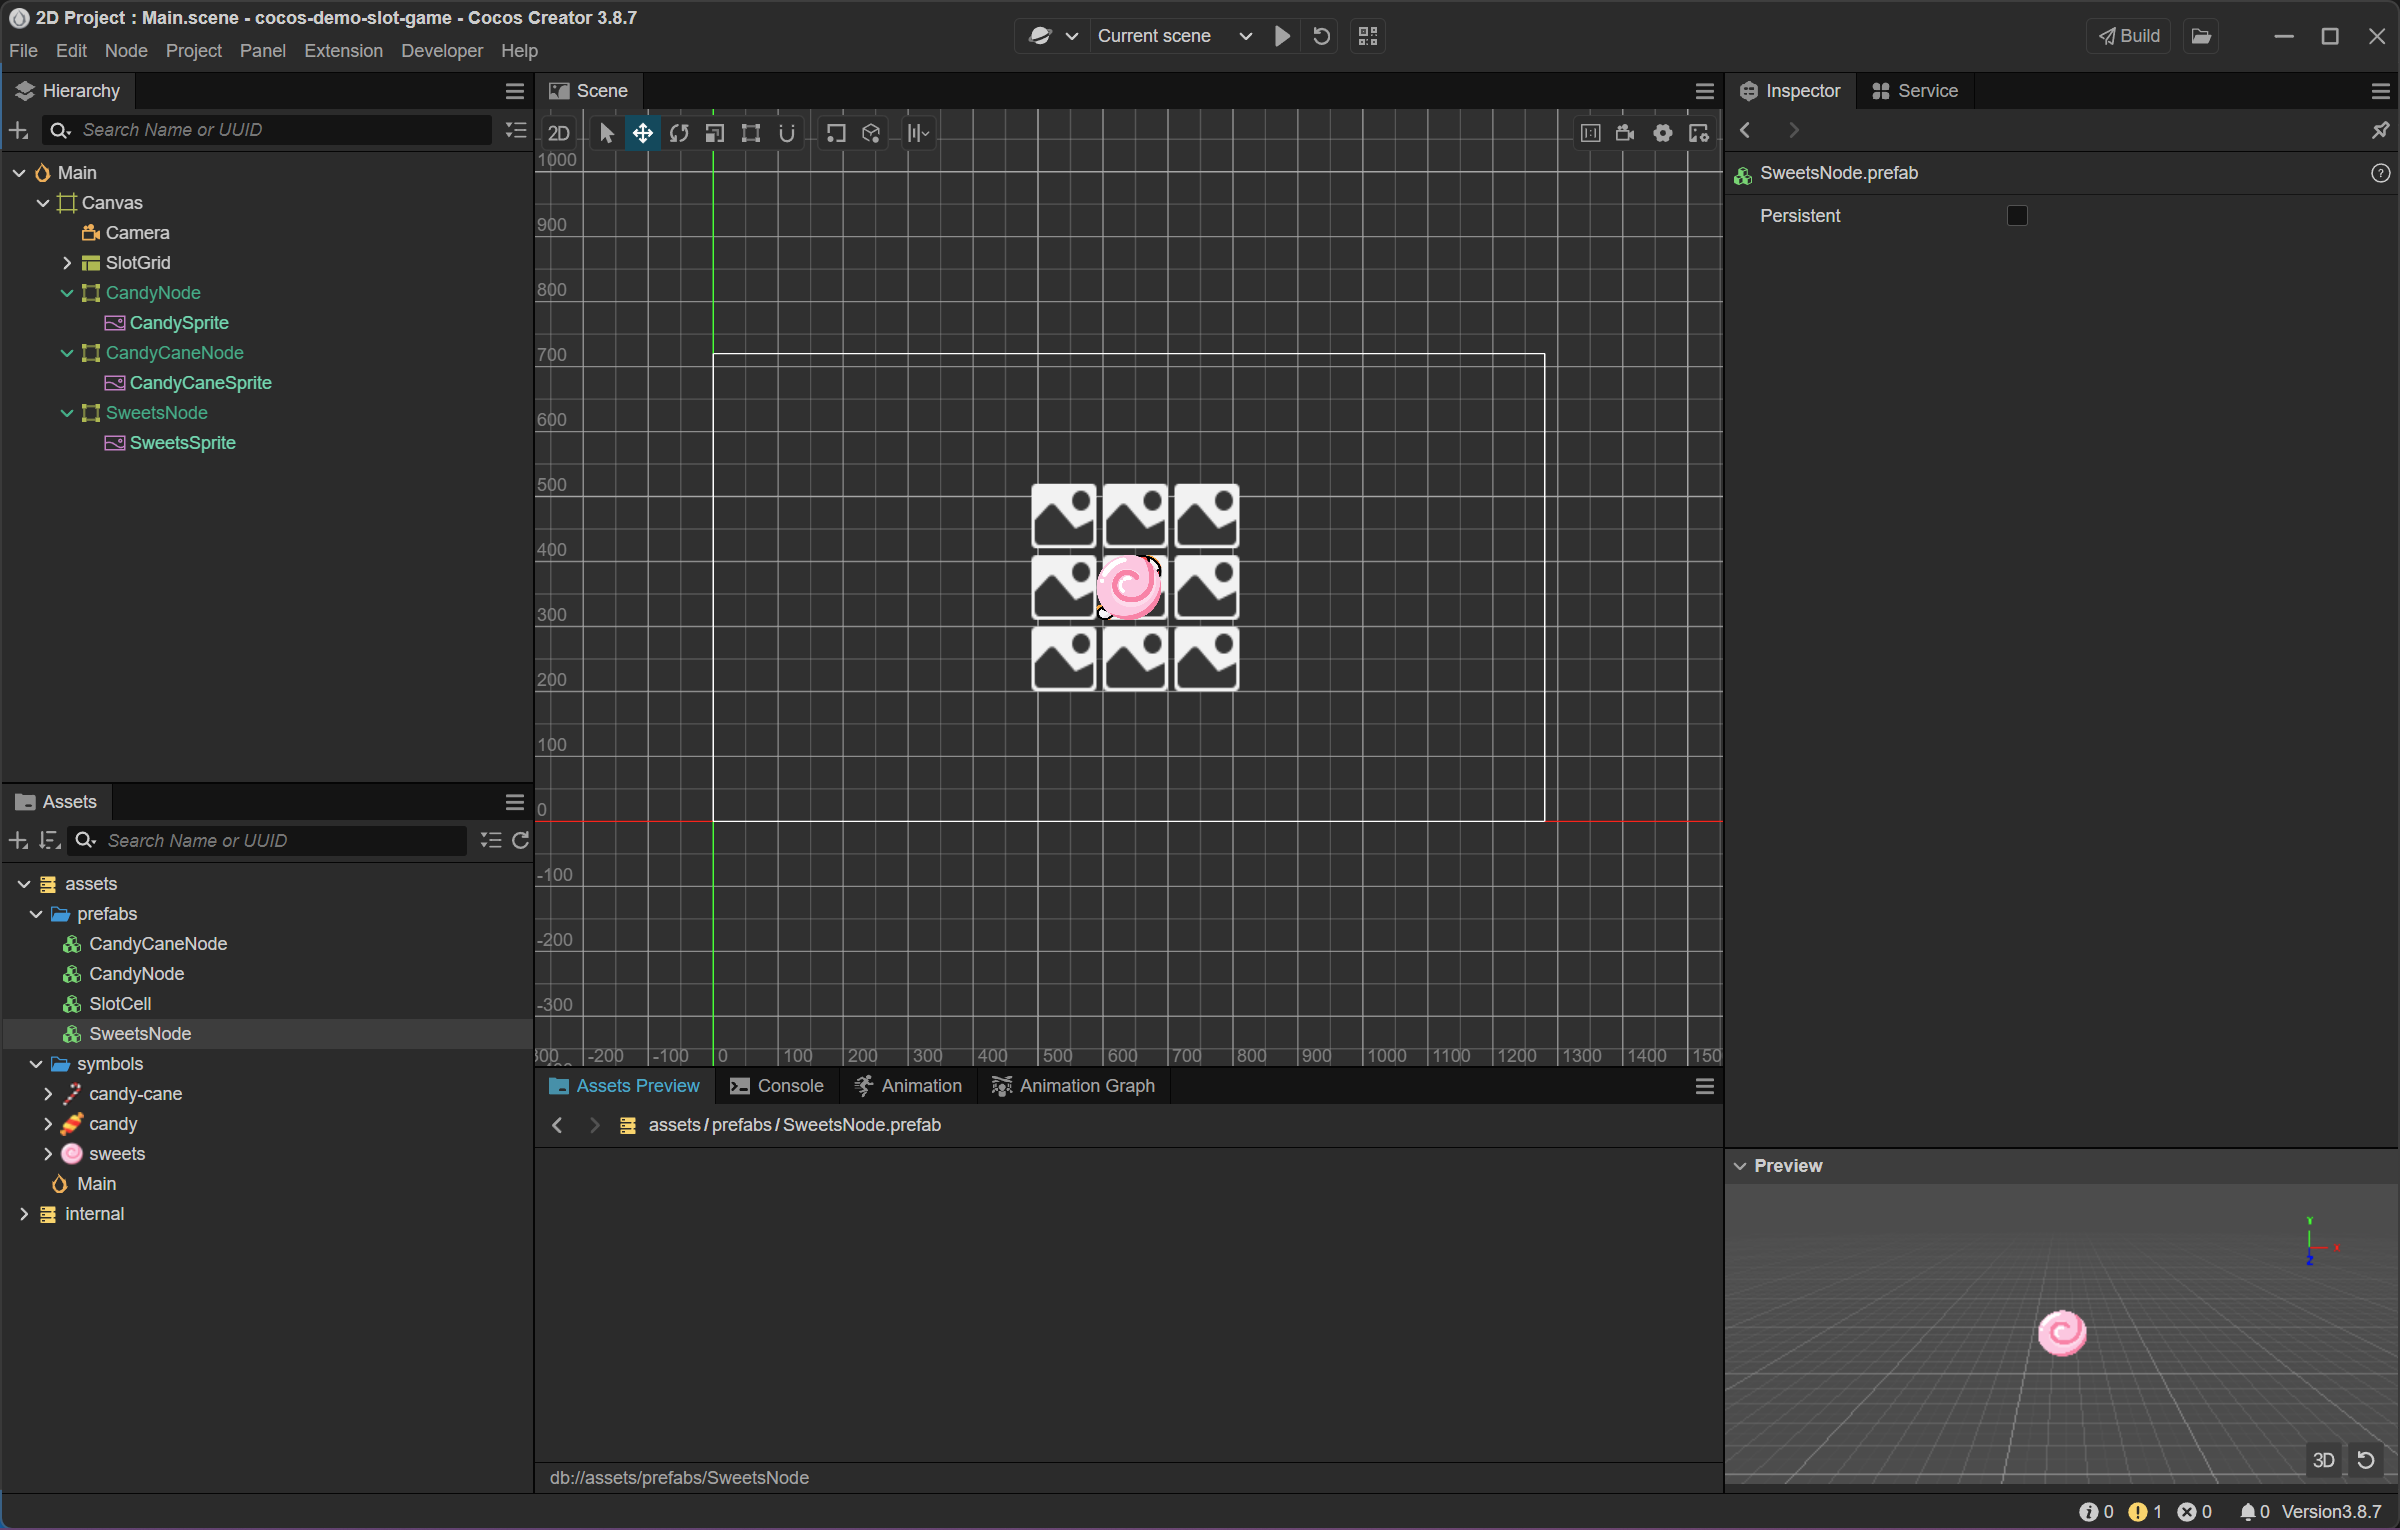 2D Project : Main.scene - cocos-demo-slot-game - Cocos Creator 3.8.7
File Edit Node Project Panel Extension Developer Help
Current scene
Build
Hierarchy
Search Name or UUID
Main
Canvas
Camera
SlotGrid
CandyNode
CandySprite
CandyCaneNode
CandyCaneSprite
SweetsNode
SweetsSprite
Assets
Search Name or UUID
assets
prefabs
CandyCaneNode
CandyNode
SlotCell
SweetsNode
symbols
candy-cane
candy
sweets
Main
internal
Scene
2D
1000
900
800
700
600
500
400
300
200
100
0
-100
-200
-300
-200 -100 0 100 200 300 400 500 600 700 800 900 1000 1100 1200 1300 1400
Assets Preview Console Animation Animation Graph
assets / prefabs / SweetsNode.prefab
db://assets/prefabs/SweetsNode
Inspector Service
SweetsNode.prefab
Persistent
Preview
Y
X
Z
3D
0 1 0 0 Version3.8.7